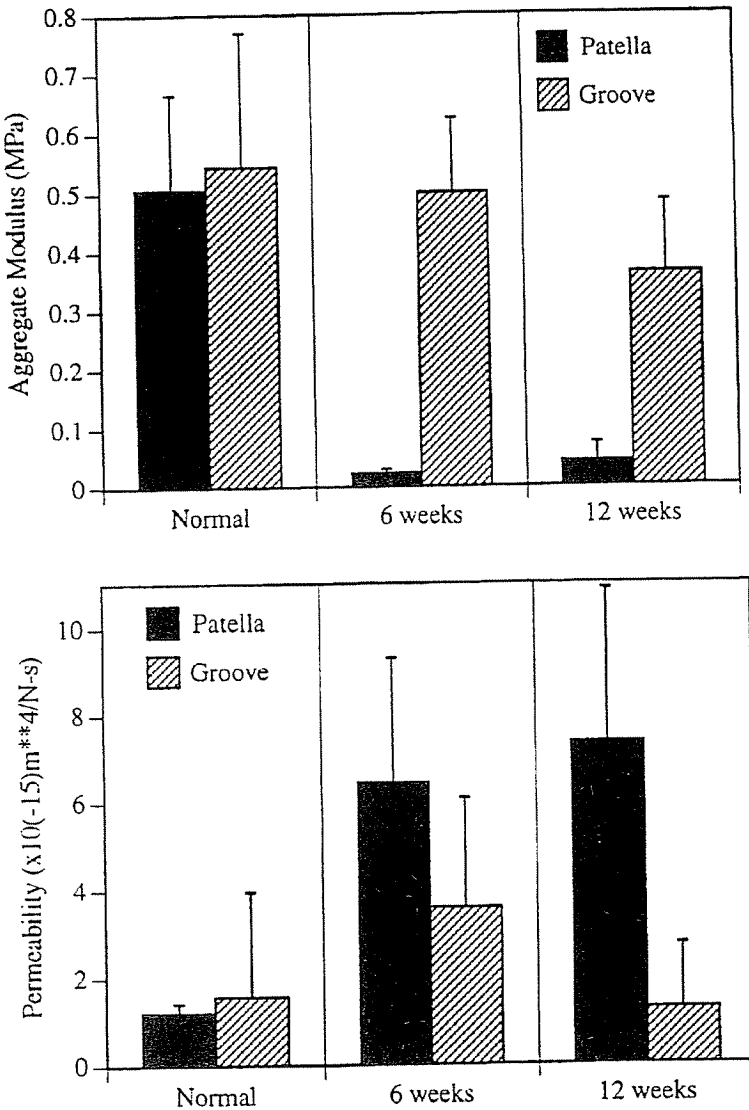 0.8
0.7
0.6
0.5
0.4
0.3
0.2
0.1
0
Aggregate Modulus (MPa)
Patella
Groove
Normal 6 weeks 12 weeks
10
8
6
4
2
0
Permeability (x10(-15)m**4/N-s)
Patella
Groove
Normal 6 weeks 12 weeks